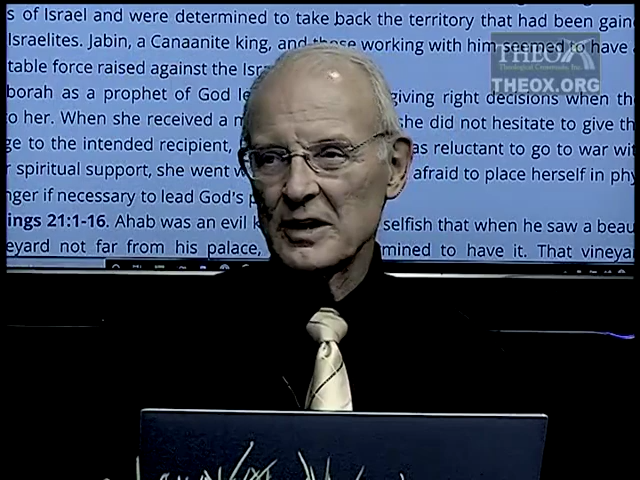 s of Israel and were determined to take back the territory that had been gain
Israelites. Jabin, a Canaanite king, and those working with him seemed to have
table force raised against the Isr
borah as a prophet of God le giving right decisions when th
o her. When she received a m she did not hesitate to give th
ge to the intended recipient, as reluctant to go to war wi
r spiritual support, she went w afraid to place herself in phy
nger if necessary to lead God's p
ings 21:1-16. Ahab was an evil k selfish that when he saw a beau
eyard not far from his palace, mined to have it. That vineyar
THEO
THEOX.ORG